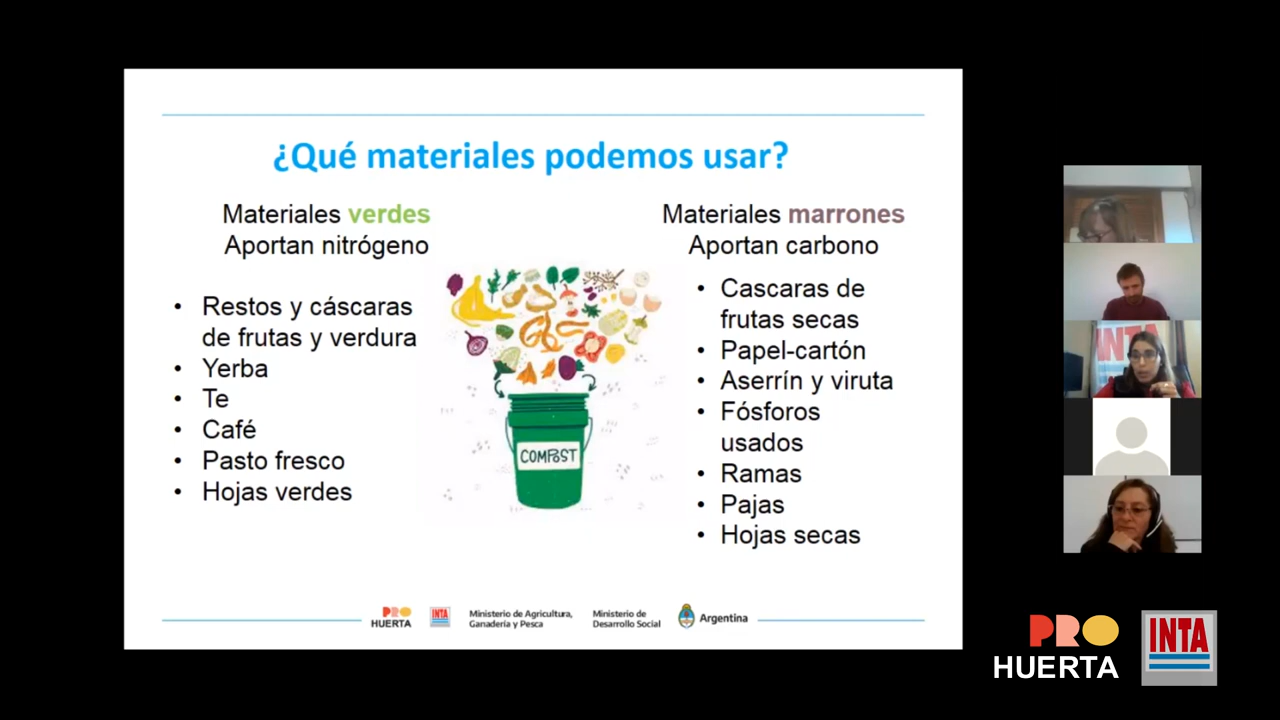 ¿Qué materiales podemos usar?
Materiales verdes
Aportan nitrógeno
• Restos y cáscaras
de frutas y verdura
• Yerba
• Te
• Café
• Pasto fresco
• Hojas verdes
COMPOST
Materiales marrones
Aportan carbono
• Cascaras de
frutas secas
• Papel-cartón
• Aserrín y viruta
• Fósforos
usados
• Ramas
• Pajas
• Hojas secas
PRO
HUERTA
INTA
Ministerio de Agricultura,
Ganadería y Pesca
Ministerio de
Desarrollo Social
Argentina
INTA
PRO
HUERTA
INTA